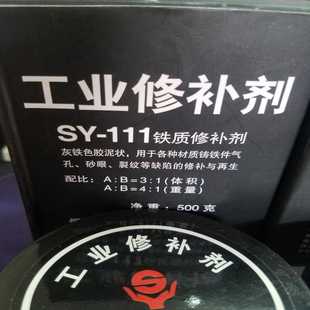 工业修补剂
SY-111铁质修补剂
灰铁色胶泥状，用于各种材质铸铁件气
孔、砂眼、裂纹等缺陷的修补与再生
配比：A:B=3:1(体积)
A:B=4:1(重量)
净重：500克
工业修补剂